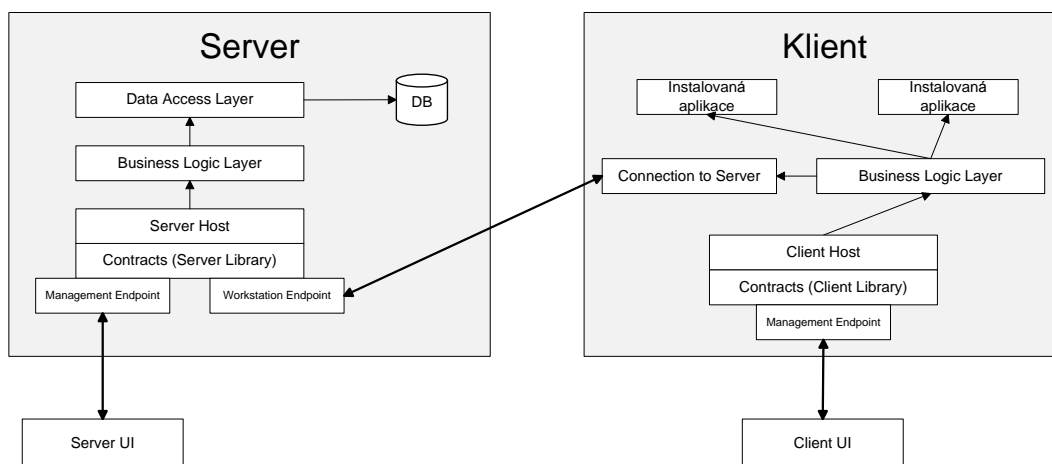 Server
Data Access Layer
DB
Business Logic Layer
Server Host
Contracts (Server Library)
Management Endpoint
Workstation Endpoint
Server UI
Klient
Instalovaná
aplikace
Instalovaná
aplikace
Connection to Server
Business Logic Layer
Client Host
Contracts (Client Library)
Management Endpoint
Client UI